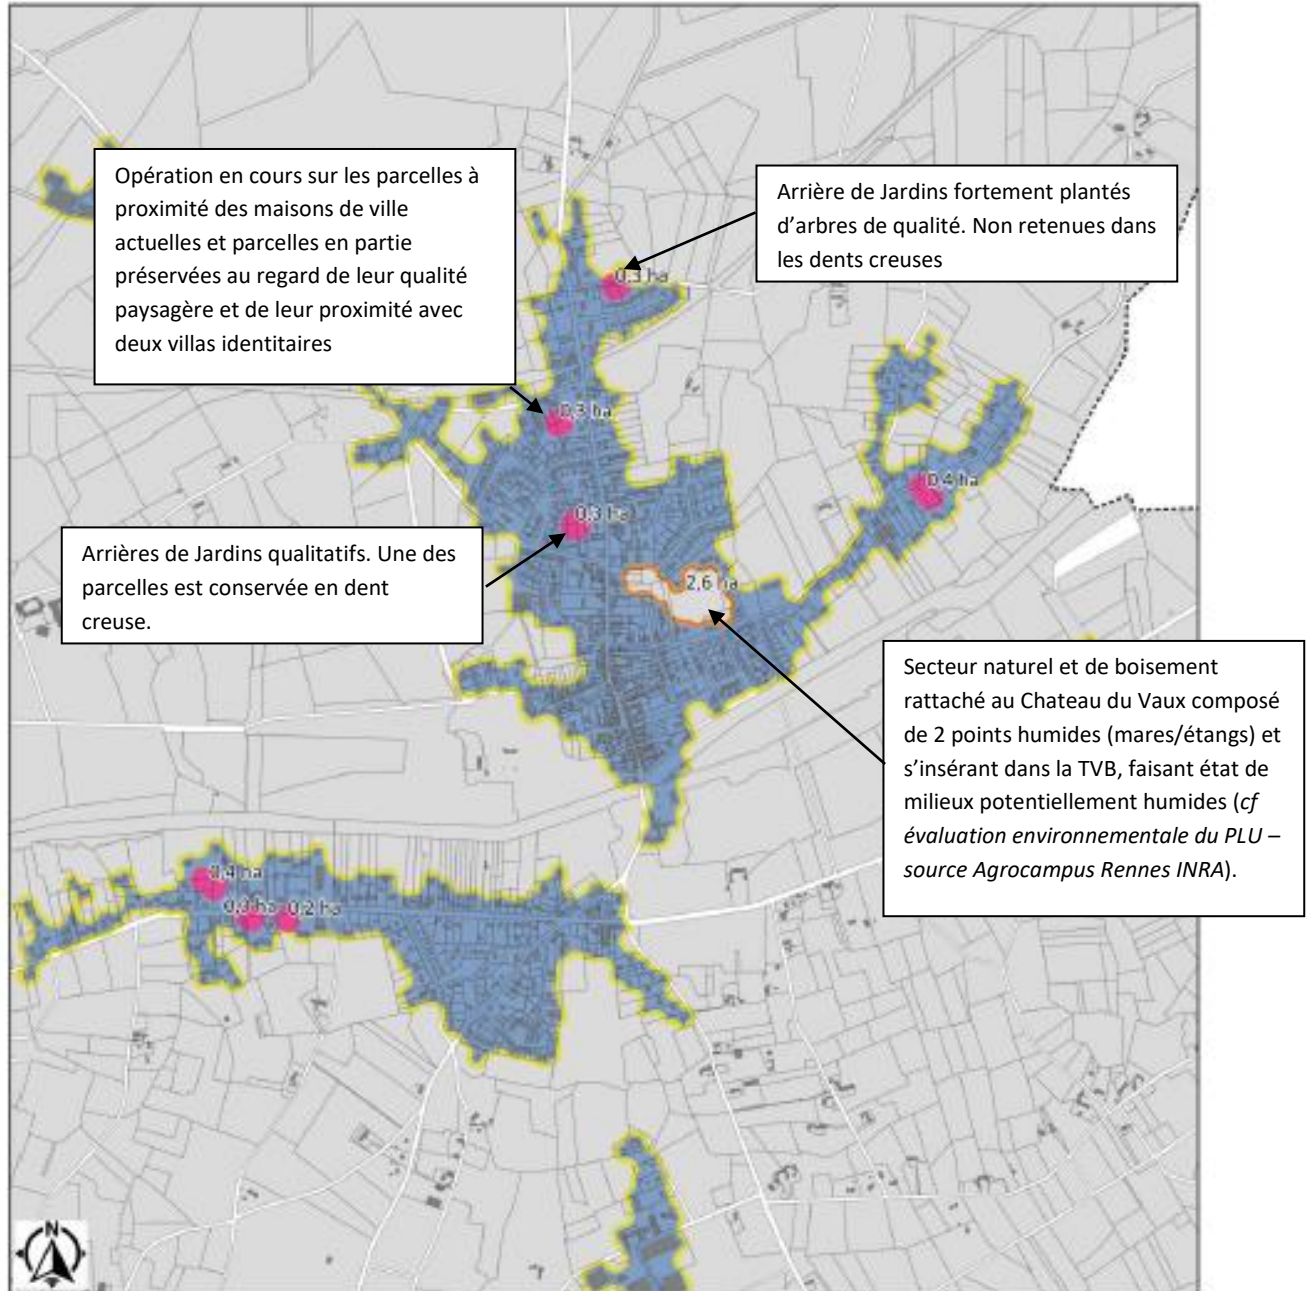 Opération en cours sur les parcelles à
proximité des maisons de ville
actuelles et parcelles en partie
préservées au regard de leur qualité
paysagère et de leur proximité avec
deux villas identitaires
Arrière de Jardins fortement plantés
d’arbres de qualité. Non retenues dans
les dents creuses
0,3 ha
0,3 ha
0,4 ha
0,3 ha
Arrières de Jardins qualitatifs. Une des
parcelles est conservée en dent
creuse.
2,6 ha
Secteur naturel et de boisement
rattaché au Chateau du Vaux composé
de 2 points humides (mares/étangs) et
s’insérant dans la TVB, faisant état de
milieux potentiellement humides (cf
évaluation environnementale du PLU –
source Agrocampus Rennes INRA).
0,4 ha
0,3 ha
0,2 ha
N